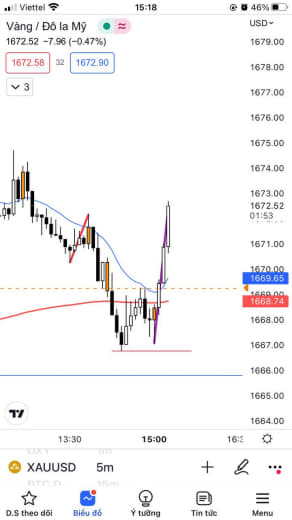 Viettel 15:18 46%
Vàng / Đô la Mỹ
USD
1672.52 −7.96 (−0.47%)
1672.58 32 1672.90
3
1679.00
1678.00
1677.00
1676.00
1675.00
1674.00
1673.00
1672.52
01:53
1671.00
1670.00
1669.65
1668.74
1668.00
1667.00
1666.00
1665.00
1664.00
13:30 15:00
XAUUSD 5m
D.S theo dõi Biểu đồ Ý tưởng Tin tức Menu